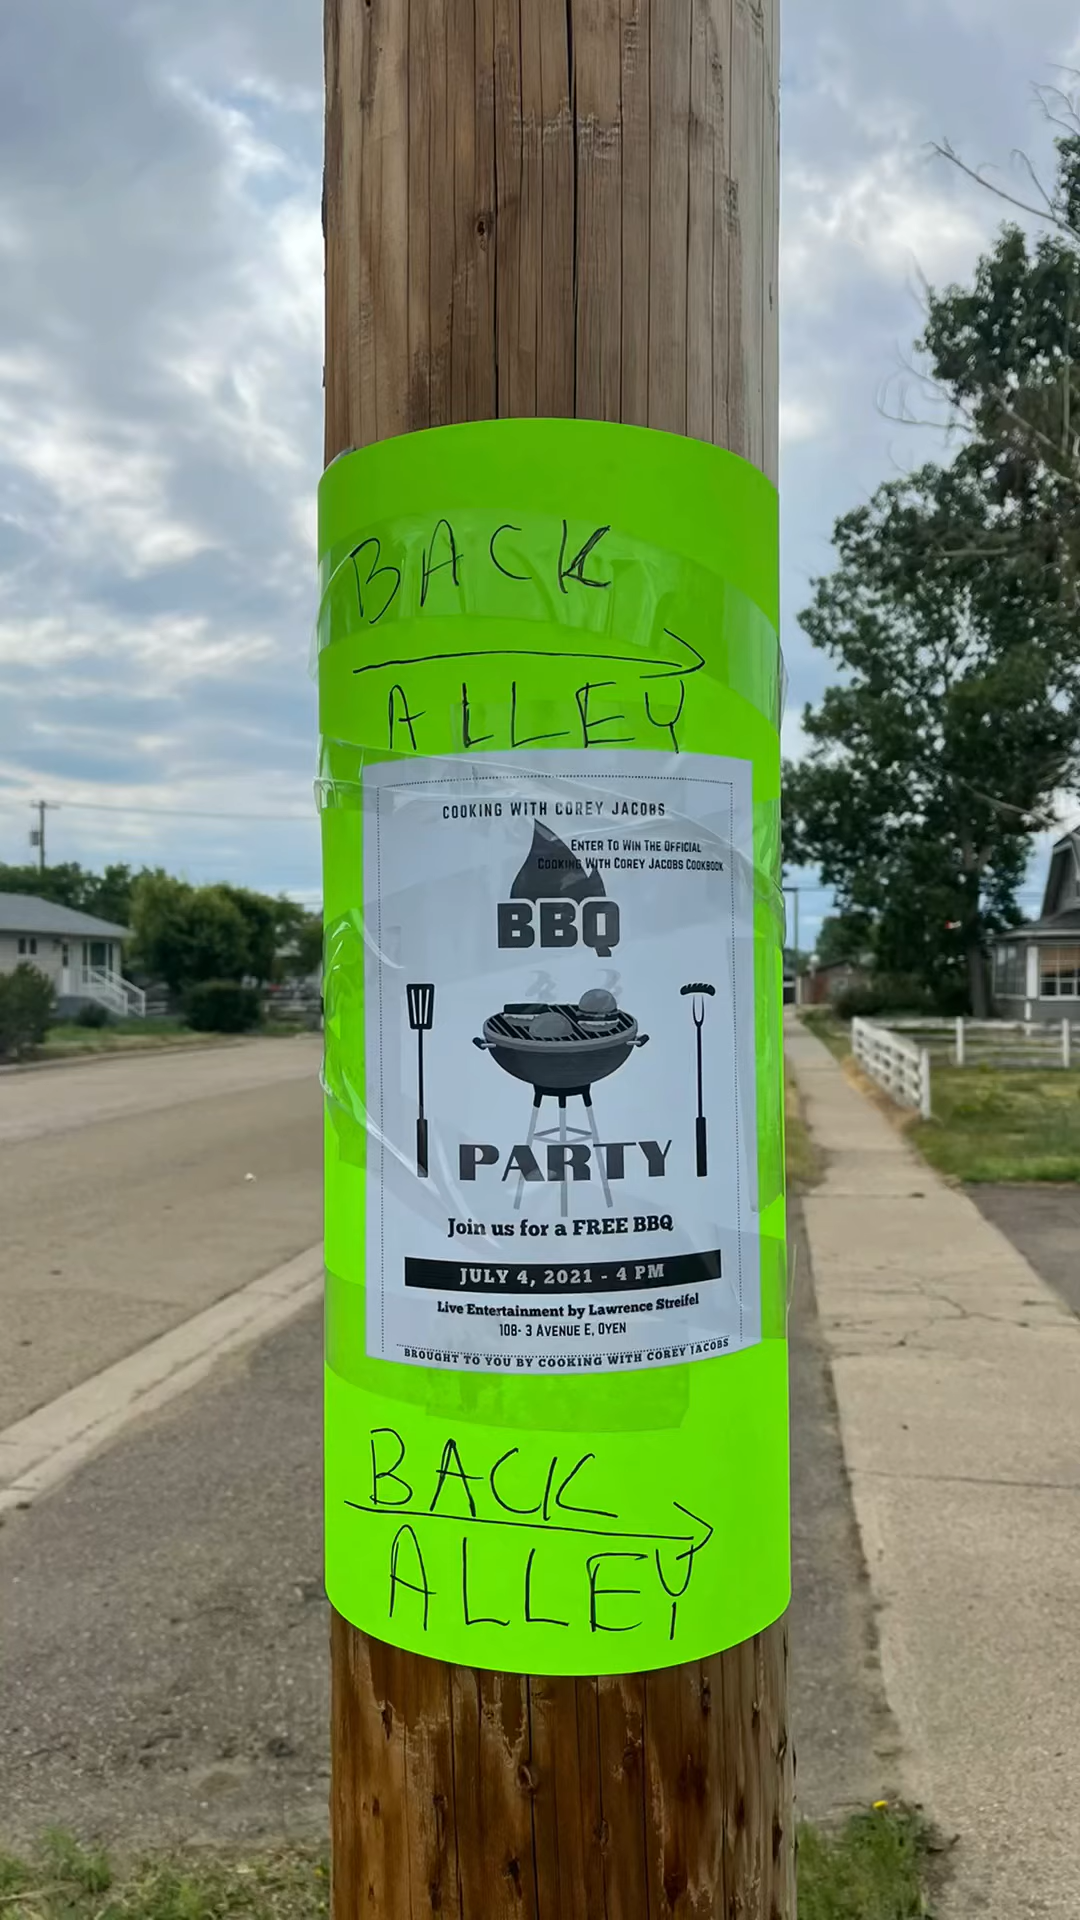 BACK
ALLEY
COOKING WITH COREY JACOBS
ENTER TO WIN THE OFFICIAL
COOKING WITH COREY JACOBS COOKBOOK
BBQ
PARTY
Join us for a FREE BBQ
JULY 4, 2021 - 4 PM
Live Entertainment by Lawrence Streifel
108- 3 AVENUE E, OYEN
BROUGHT TO YOU BY COOKING WITH COREY JACOBS
BACK
ALLEY